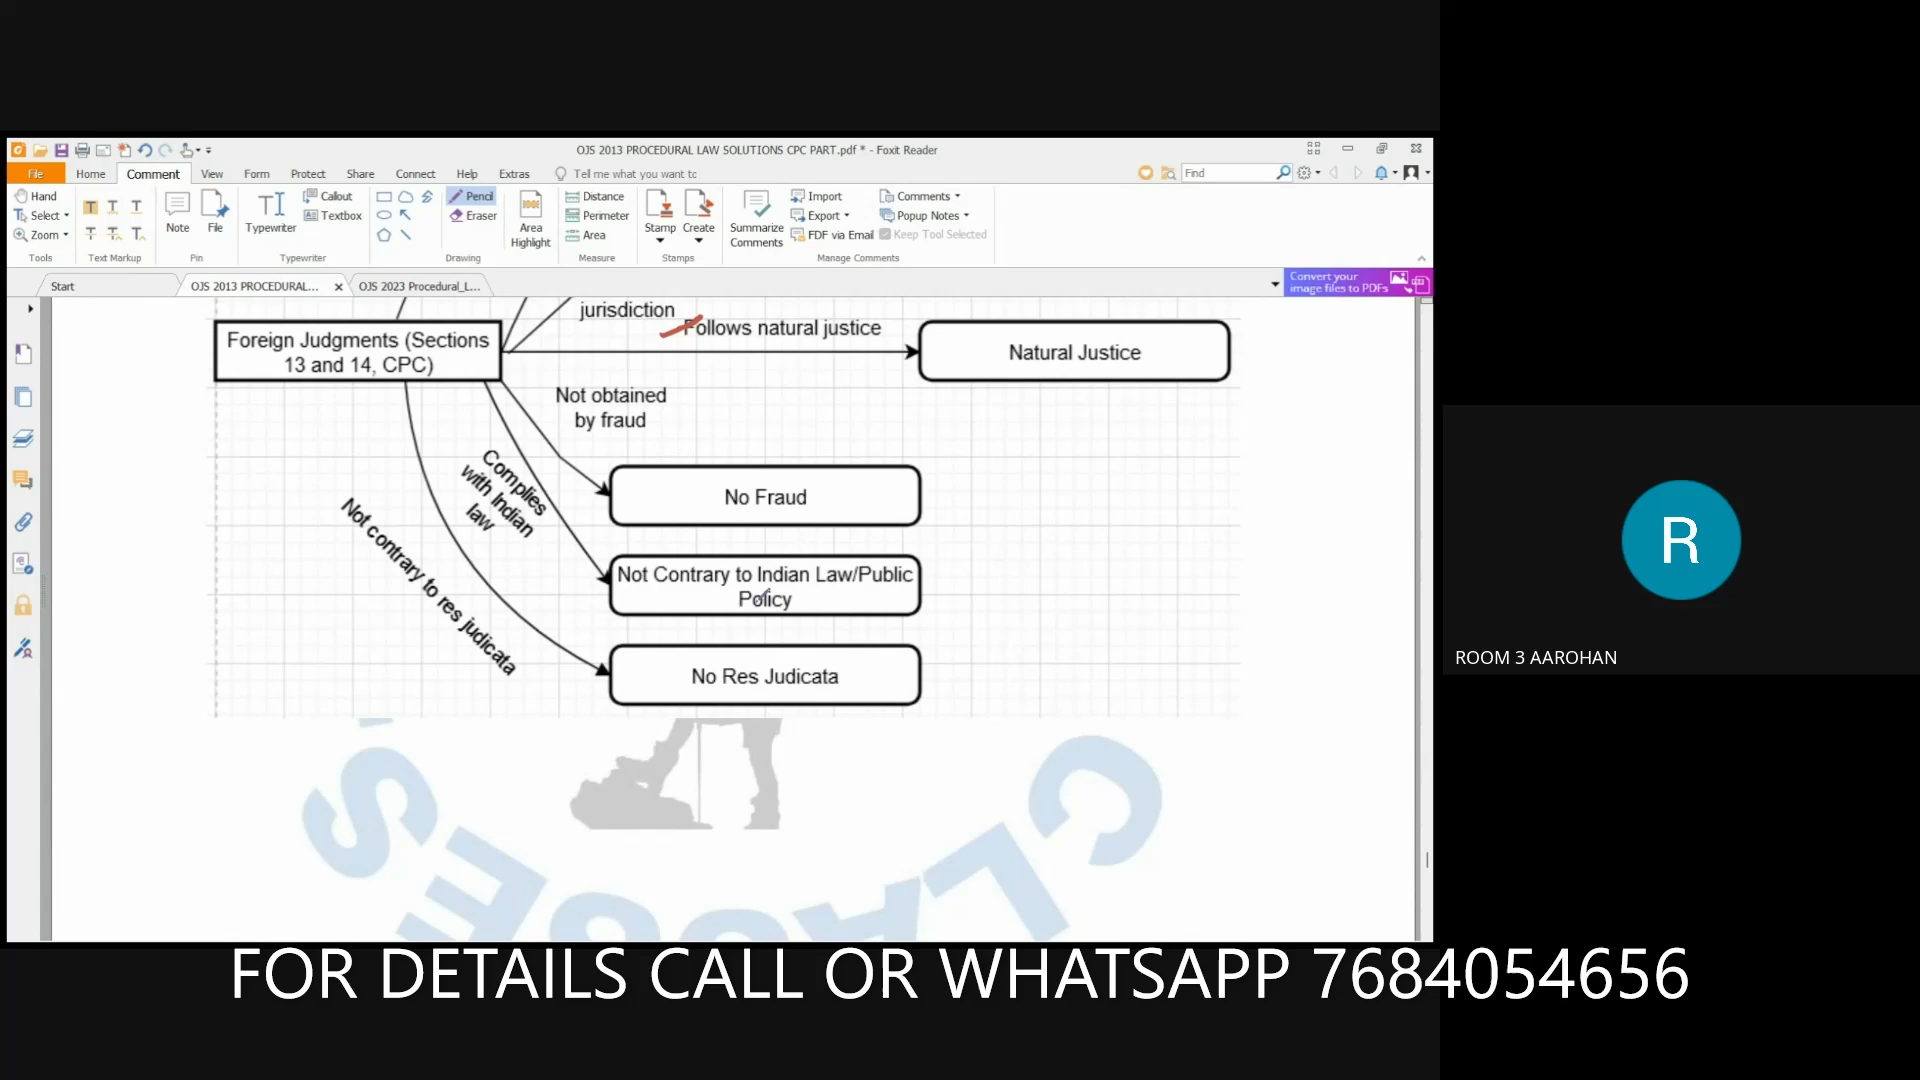 OJS 2013 PROCEDURAL LAW SOLUTIONS CPC PART.pdf * - Foxit Reader
File Home Comment View Form Protect Share Connect Help Extras Tell me what you want to Find
Hand
Select
Zoom
Tools
Text Markup
Note
File
Pin
Typewriter
Callout
Textbox
Typewriter
Pencil
Eraser
Drawing
Area
Highlight
Distance
Perimeter
Area
Measure
Stamp
Create
Stamps
Summarize
Comments
Import
Export
FDF via Email
Comments
Popup Notes
Keep Tool Selected
Manage Comments
Start
OJS 2013 PROCEDURAL...
OJS 2023 Procedural_L...
Convert your
image files to PDFs
jurisdiction
Follows natural justice
Foreign Judgments (Sections
13 and 14, CPC)
Natural Justice
Not obtained
by fraud
Complies
with Indian
law
No Fraud
Not contrary to res judicata
Not Contrary to Indian Law/Public
Policy
No Res Judicata
CLASSES
R
ROOM 3 AAROHAN
FOR DETAILS CALL OR WHATSAPP 7684054656